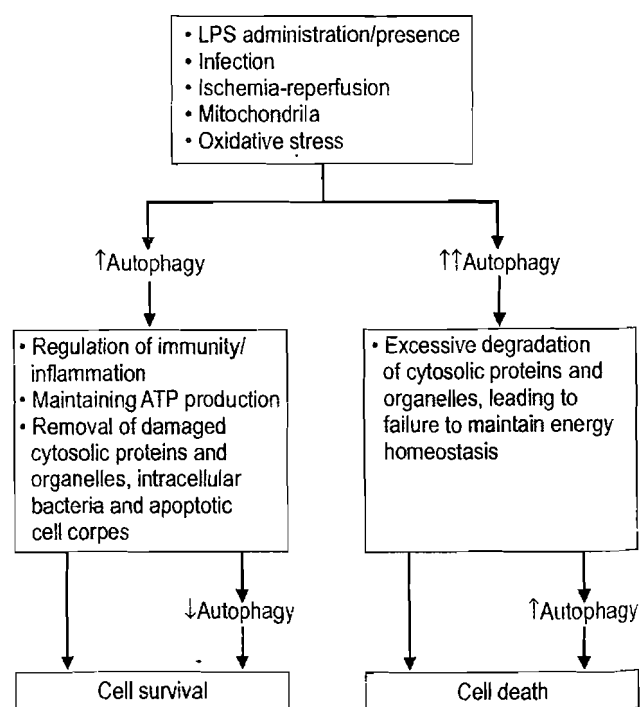 • LPS administration/presence
• Infection
• Ischemia-reperfusion
• Mitochondrila
• Oxidative stress
↑Autophagy
↑↑Autophagy
• Regulation of immunity/
inflammation
• Maintaining ATP production
• Removal of damaged
cytosolic proteins and
organelles, intracellular
bacteria and apoptotic
cell corpes
• Excessive degradation
of cytosolic proteins and
organelles, leading to
failure to maintain energy
homeostasis
↓Autophagy
↑Autophagy
Cell survival
Cell death